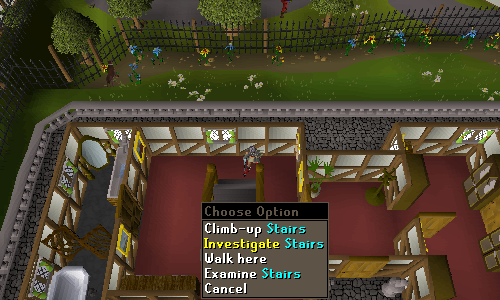 Choose Option
Climb-up Stairs
Investigate Stairs
Walk here
Examine Stairs
Cancel